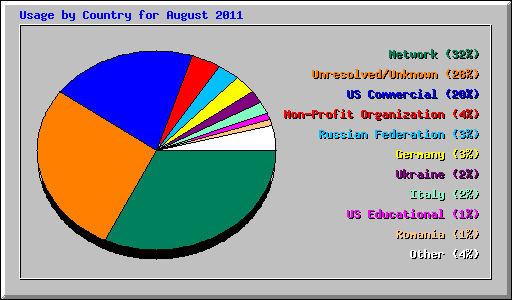 Usage by Country for August 2011
Network (32%)
Unresolved/Unknown (26%)
US Commercial (20%)
Non-Profit Organization (4%)
Russian Federation (3%)
Germany (3%)
Ukraine (2%)
Italy (2%)
US Educational (1%)
Romania (1%)
Other (4%)